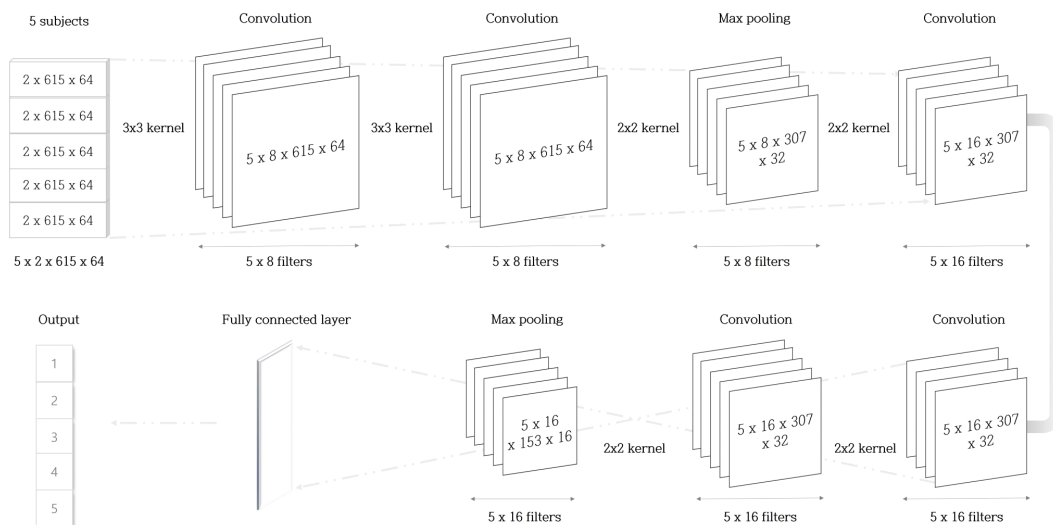 5 subjects
Convolution
Convolution
Max pooling
Convolution
2 x 615 x 64
2 x 615 x 64
2 x 615 x 64
2 x 615 x 64
2 x 615 x 64
3x3 kernel
5 x 8 x 615 x 64
3x3 kernel
5 x 8 x 615 x 64
2x2 kernel
5 x 8 x 307
x 32
2x2 kernel
5 x 16 x 307
x 32
5 x 2 x 615 x 64
5 x 8 filters
5 x 8 filters
5 x 8 filters
5 x 16 filters
Output
Fully connected layer
Max pooling
Convolution
Convolution
1
2
3
4
5
5 x 16
x 153 x 16
2x2 kernel
5 x 16 x 307
x 32
2x2 kernel
5 x 16 x 307
x 32
5 x 16 filters
5 x 16 filters
5 x 16 filters